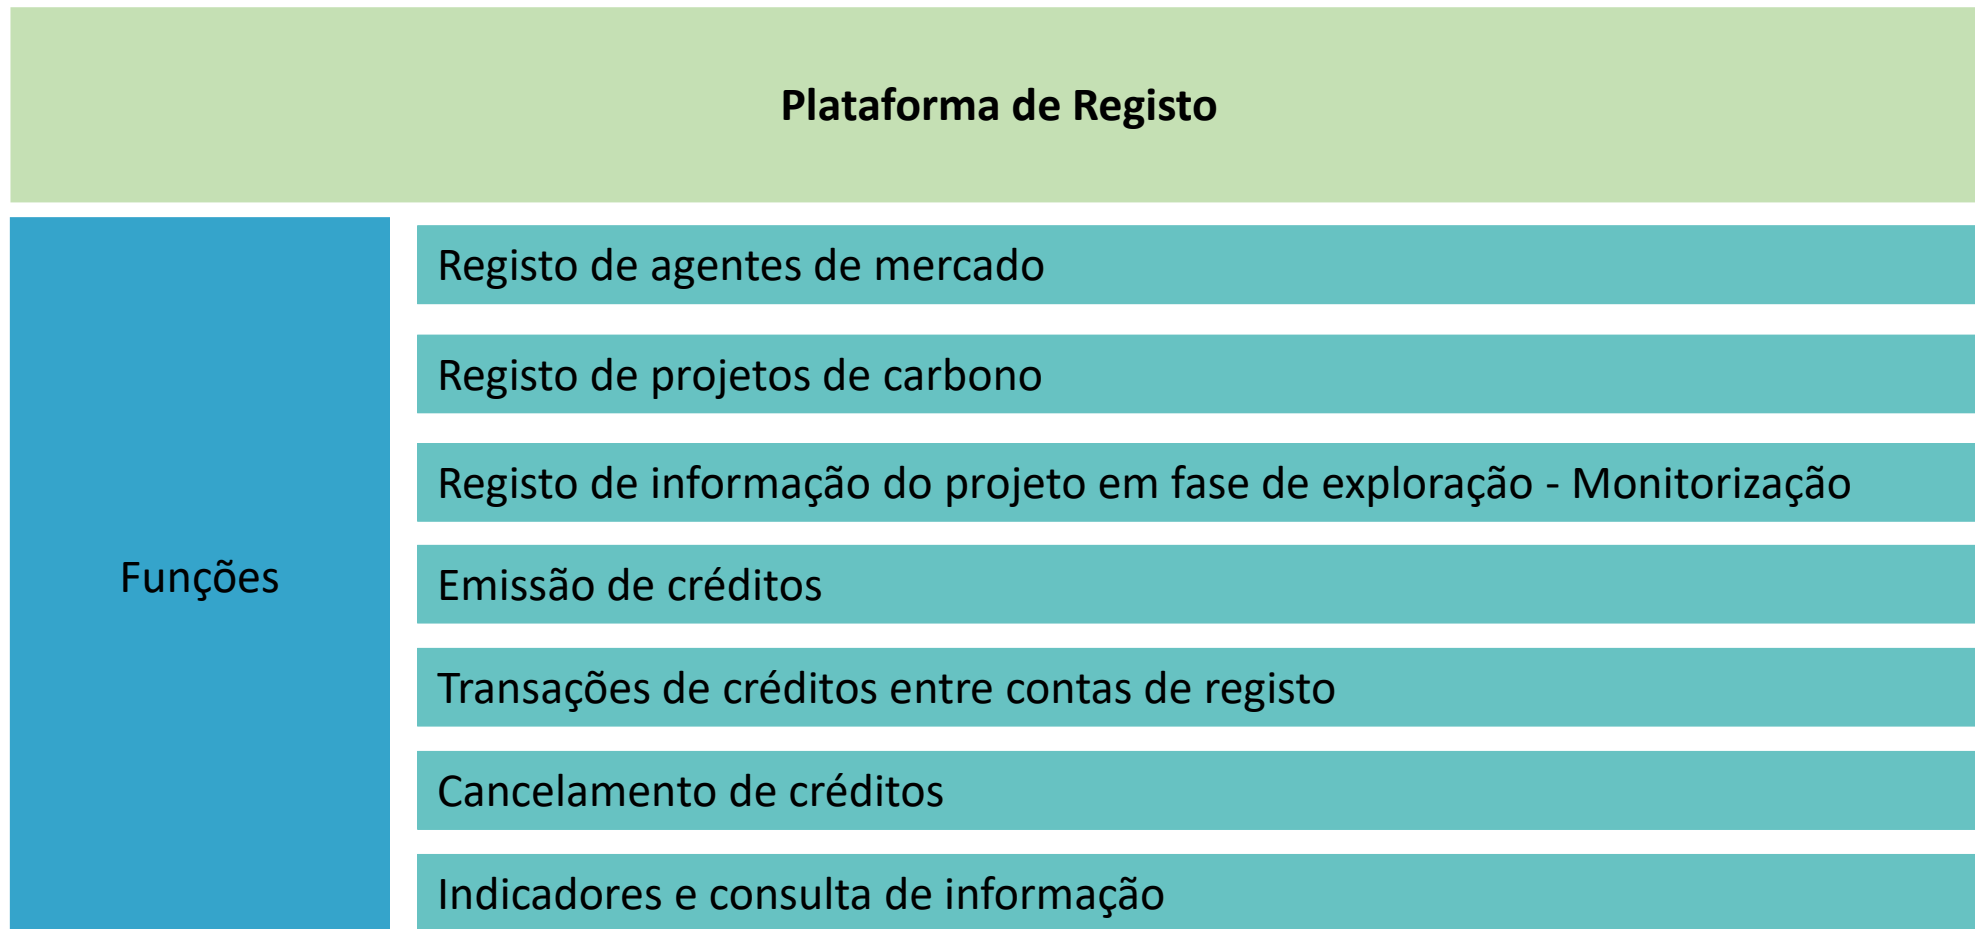 Plataforma de Registo
Funções
Registo de agentes de mercado
Registo de projetos de carbono
Registo de informação do projeto em fase de exploração - Monitorização
Emissão de créditos
Transações de créditos entre contas de registo
Cancelamento de créditos
Indicadores e consulta de informação